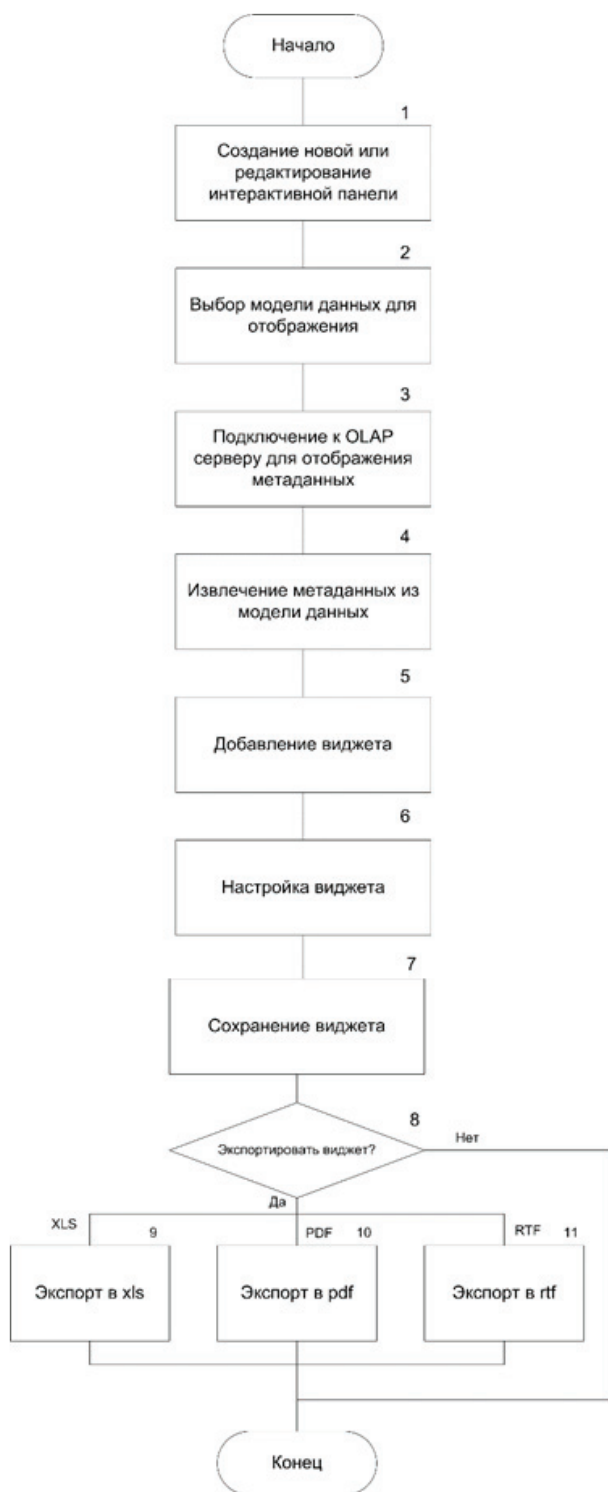 Начало
1
Создание новой или
редактирование
интерактивной панели
2
Выбор модели данных для
отображения
3
Подключение к OLAP
серверу для отображения
метаданных
4
Извлечение метаданных из
модели данных
5
Добавление виджета
6
Настройка виджета
7
Сохранение виджета
8
Экспортировать виджет?
Нет
Да
XLS
9
PDF
10
RTF
11
Экспорт в xls
Экспорт в pdf
Экспорт в rtf
Конец